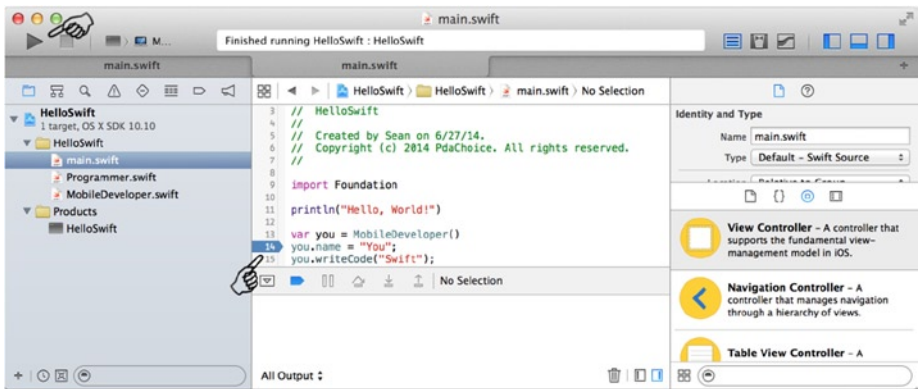 main.swift
M...
Finished running HelloSwift : HelloSwift
main.swift
main.swift
HelloSwift
1 target, OS X SDK 10.10
HelloSwift
main.swift
Programmer.swift
MobileDeveloper.swift
Products
HelloSwift
HelloSwift 〉 HelloSwift 〉 main.swift 〉 No Selection
3 // HelloSwift
4 //
5 // Created by Sean on 6/27/14.
6 // Copyright (c) 2014 PdaChoice. All rights reserved.
7 //
8
9 import Foundation
10
11 println("Hello, World!")
12
13 var you = MobileDeveloper()
14 you.name = "You";
15 you.writeCode("Swift");
No Selection
All Output
Identity and Type
Name main.swift
Type Default - Swift Source
View Controller - A controller that
supports the fundamental view-
management model in iOS.
Navigation Controller - A
controller that manages navigation
through a hierarchy of views.
Table View Controller - A